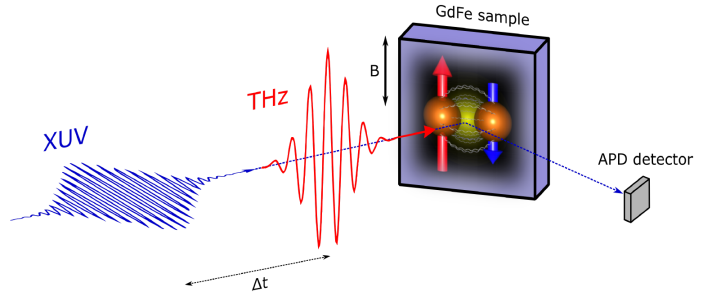 GdFe sample
B
THz
XUV
APD detector
Δt